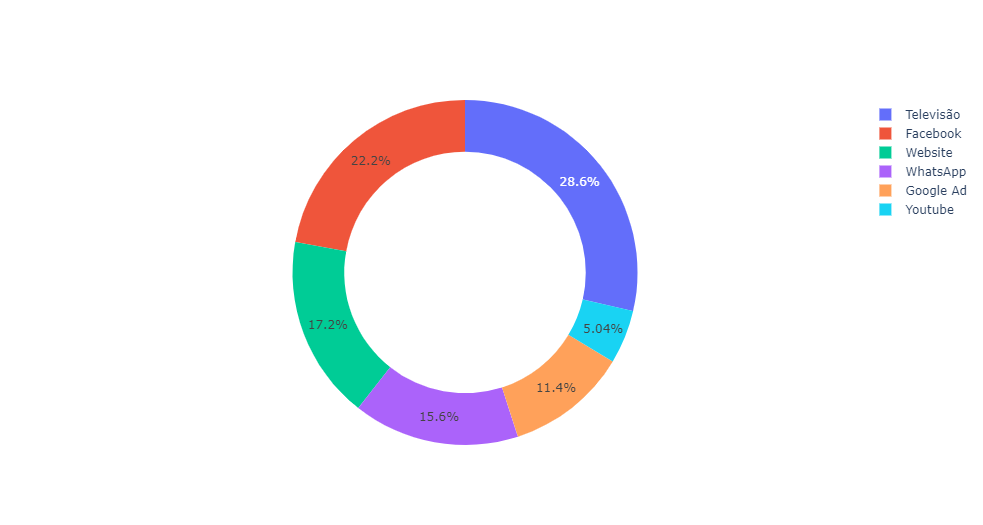 Televisão
Facebook
Website
WhatsApp
Google Ad
Youtube
28.6%
22.2%
17.2%
15.6%
11.4%
5.04%